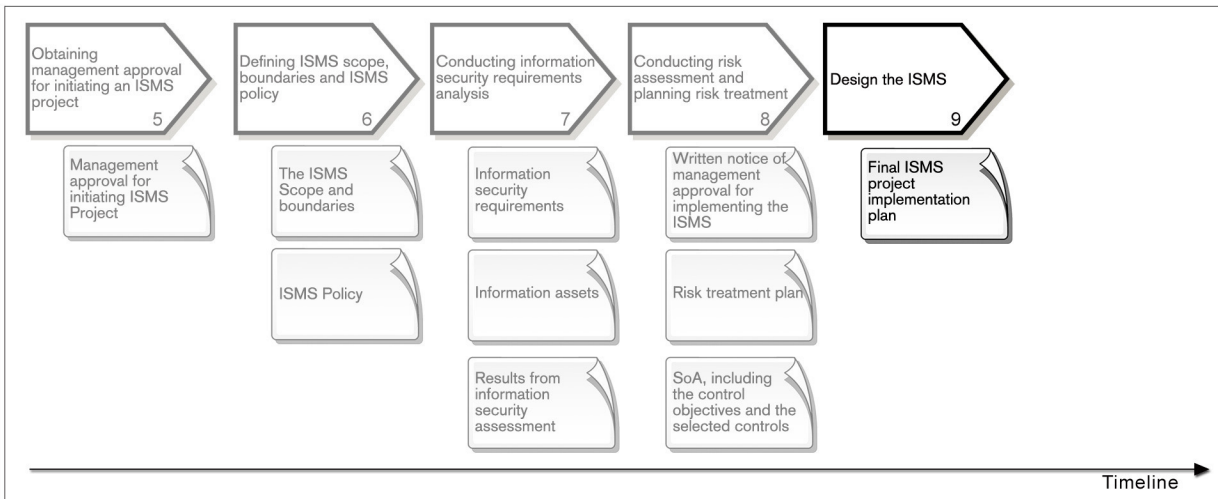 Obtaining
management approval
for initiating an ISMS
project
5
Defining ISMS scope,
boundaries and ISMS
policy
6
Conducting information
security requirements
analysis
7
Conducting risk
assessment and
planning risk treatment
8
Design the ISMS
9
Management
approval for
initiating ISMS
Project
The ISMS
Scope and
boundaries
Information
security
requirements
Written notice of
management
approval for
implementing the
ISMS
Final ISMS
project
implementation
plan
ISMS Policy
Information assets
Risk treatment plan
Results from
information
security
assessment
SoA, including
the control
objectives and the
selected controls
Timeline